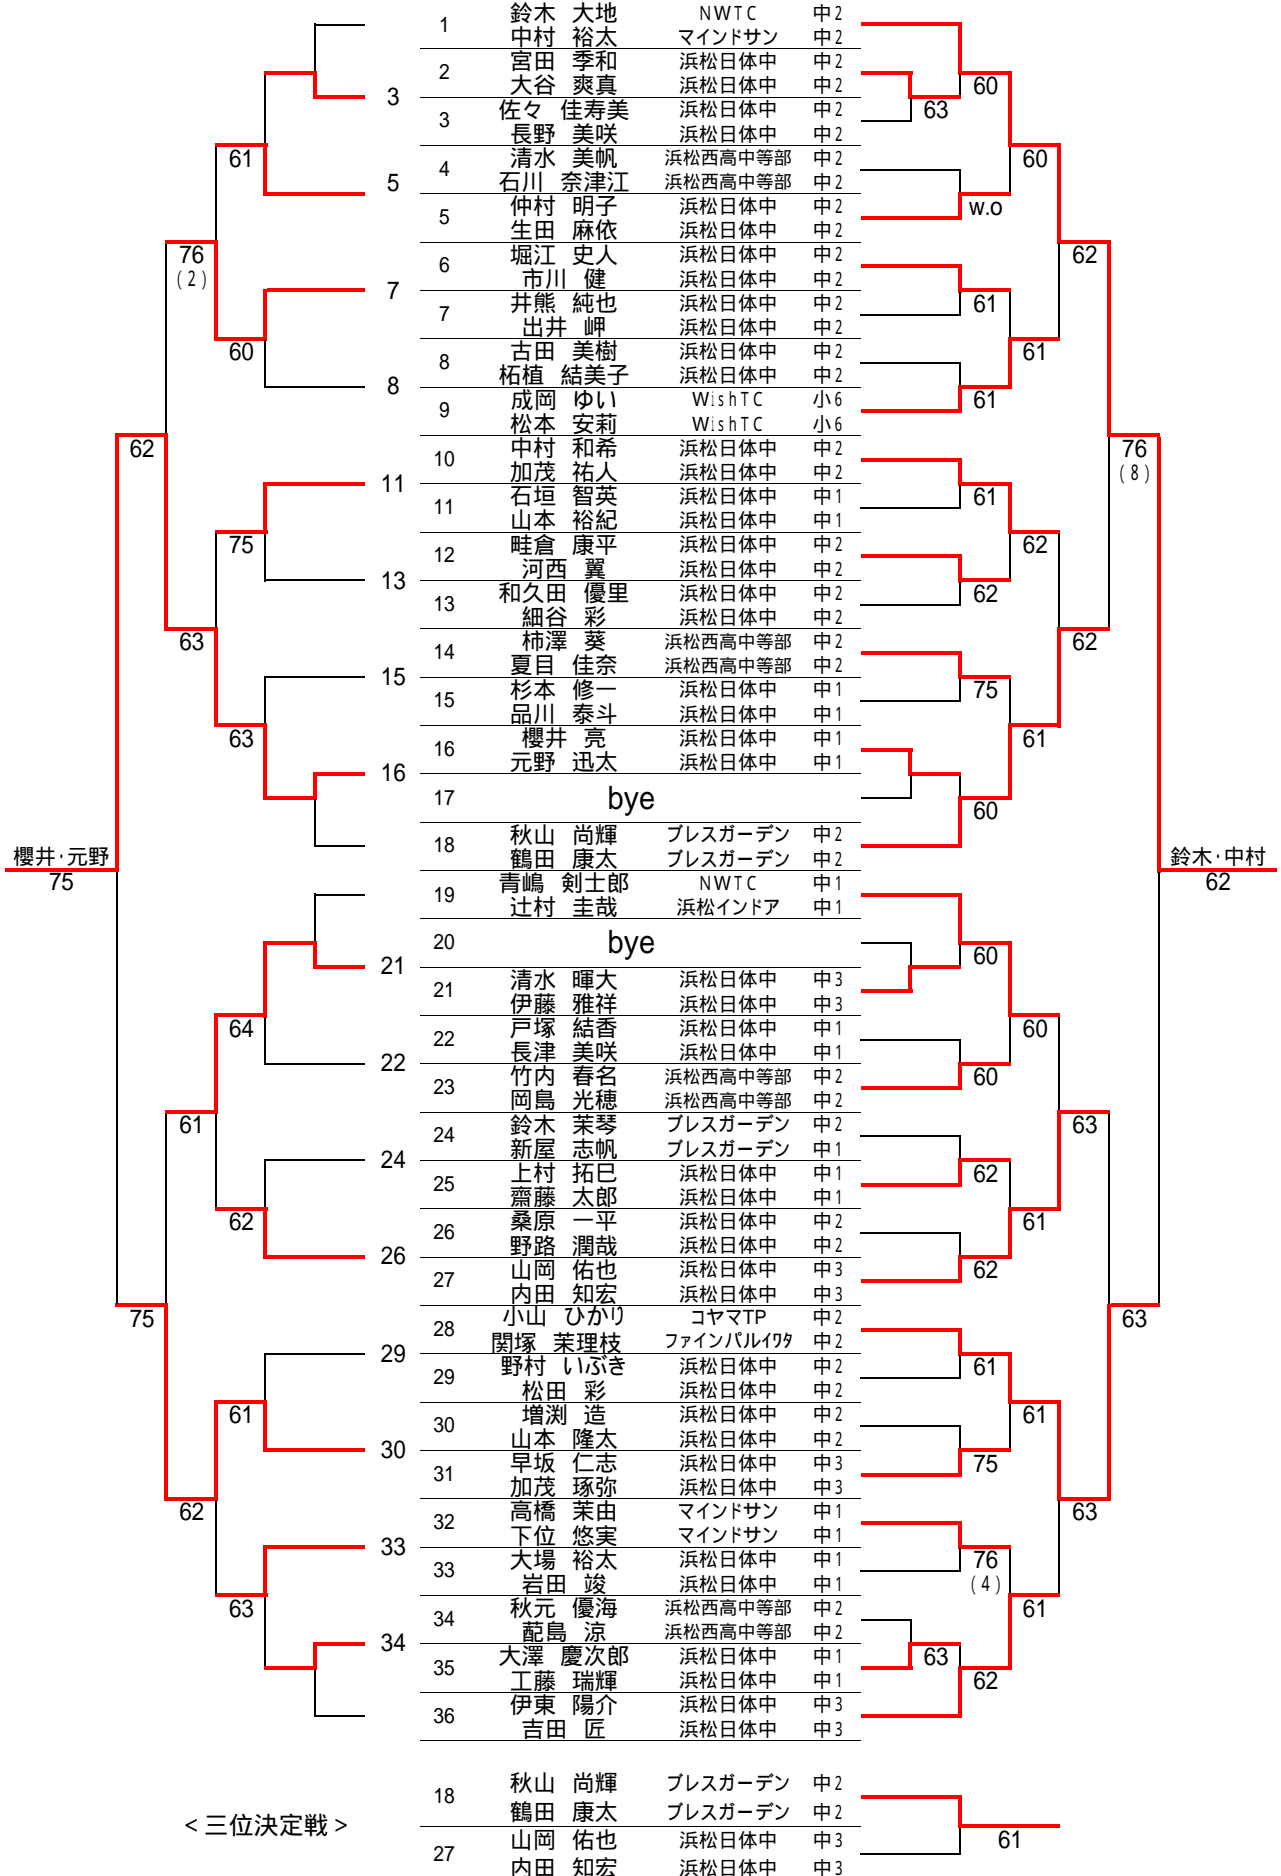 1 鈴木 大地 NWTC 中2
中村 裕太 マインドサン 中2
2 宮田 季和 浜松日体中 中2
大谷 爽真 浜松日体中 中2
3 佐々 佳寿美 浜松日体中 中2
長野 美咲 浜松日体中 中2
4 清水 美帆 浜松西高中等部 中2
石川 奈津江 浜松西高中等部 中2
5 仲村 明子 浜松日体中 中2
生田 麻依 浜松日体中 中2
6 堀江 史人 浜松日体中 中2
市川 健 浜松日体中 中2
7 井熊 純也 浜松日体中 中2
出井 岬 浜松日体中 中2
8 古田 美樹 浜松日体中 中2
柘植 結美子 浜松日体中 中2
9 成岡 ゆい WishTC 小6
松本 安莉 WishTC 小6
10 中村 和希 浜松日体中 中2
加茂 祐人 浜松日体中 中2
11 石垣 智英 浜松日体中 中1
山本 裕紀 浜松日体中 中1
12 畦倉 康平 浜松日体中 中2
河西 翼 浜松日体中 中2
13 和久田 優里 浜松日体中 中2
細谷 彩 浜松日体中 中2
14 柿澤 葵 浜松西高中等部 中2
夏目 佳奈 浜松西高中等部 中2
15 杉本 修一 浜松日体中 中1
品川 泰斗 浜松日体中 中1
16 櫻井 亮 浜松日体中 中1
元野 迅太 浜松日体中 中1
17 bye
18 秋山 尚輝 ブレスガーデン 中2
鶴田 康太 ブレスガーデン 中2
19 青嶋 剣士郎 NWTC 中1
辻村 圭哉 浜松インドア 中1
20 bye
21 清水 暉大 浜松日体中 中3
伊藤 雅祥 浜松日体中 中3
22 戸塚 結香 浜松日体中 中1
長津 美咲 浜松日体中 中1
23 竹内 春名 浜松西高中等部 中2
岡島 光穂 浜松西高中等部 中2
24 鈴木 茉琴 ブレスガーデン 中2
新屋 志帆 ブレスガーデン 中1
25 上村 拓巳 浜松日体中 中1
齋藤 太郎 浜松日体中 中1
26 桑原 一平 浜松日体中 中2
野路 潤哉 浜松日体中 中2
27 山岡 佑也 浜松日体中 中3
内田 知宏 浜松日体中 中3
28 小山 ひかり コヤマTP 中2
関塚 茉理枝 ファインパルイワタ 中2
29 野村 いぶき 浜松日体中 中2
松田 彩 浜松日体中 中2
30 増渕 造 浜松日体中 中2
山本 隆太 浜松日体中 中2
31 早坂 仁志 浜松日体中 中3
加茂 琢弥 浜松日体中 中3
32 高橋 茉由 マインドサン 中1
下位 悠実 マインドサン 中1
33 大場 裕太 浜松日体中 中1
岩田 竣 浜松日体中 中1
34 秋元 優海 浜松西高中等部 中2
蓜島 涼 浜松西高中等部 中2
35 大澤 慶次郎 浜松日体中 中1
工藤 瑞輝 浜松日体中 中1
36 伊東 陽介 浜松日体中 中3
吉田 匠 浜松日体中 中3
3
5
7
8
11
13
15
16
21
22
24
26
29
30
33
34
61
60
75
63
64
62
61
63
76
(2)
63
61
62
62
75
櫻井・元野
75
63
63
60
w.o
61
61
61
62
75
60
60
60
62
62
61
75
76
(4)
62
60
61
62
61
60
61
61
61
62
62
63
63
76
(8)
63
鈴木・中村
62
<三位決定戦>
18 秋山 尚輝 ブレスガーデン 中2
鶴田 康太 ブレスガーデン 中2
27 山岡 佑也 浜松日体中 中3
内田 知宏 浜松日体中 中3
61